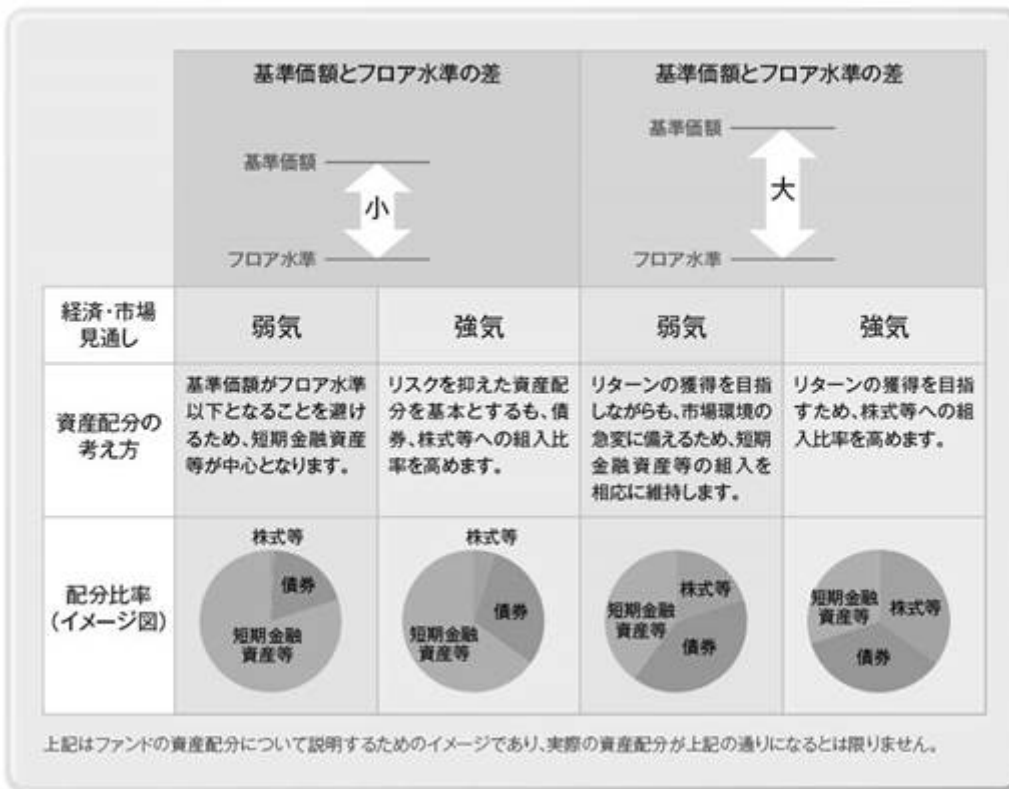 基準価額とフロア水準の差
基準価額
小
フロア水準
基準価額とフロア水準の差
基準価額
大
フロア水準
経済・市場
見通し
弱気
強気
弱気
強気
資産配分の
考え方
基準価額がフロア水準
以下となることを避け
るため、短期金融資産
等が中心となります。
リスクを抑えた資産配
分を基本とするも、債
券、株式等への組入比
率を高めます。
リターンの獲得を目指
しながらも、市場環境の
急変に備えるため、短期
金融資産等の組入を
相応に維持します。
リターンの獲得を目指
すため、株式等への組
入比率を高めます。
配分比率
(イメージ図)
株式等
債券
短期金融
資産等
株式等
債券
短期金融
資産等
株式等
短期金融
資産等
債券
短期金融
資産等
株式等
債券
上記はファンドの資産配分について説明するためのイメージであり、実際の資産配分が上記の通りになるとは限りません。